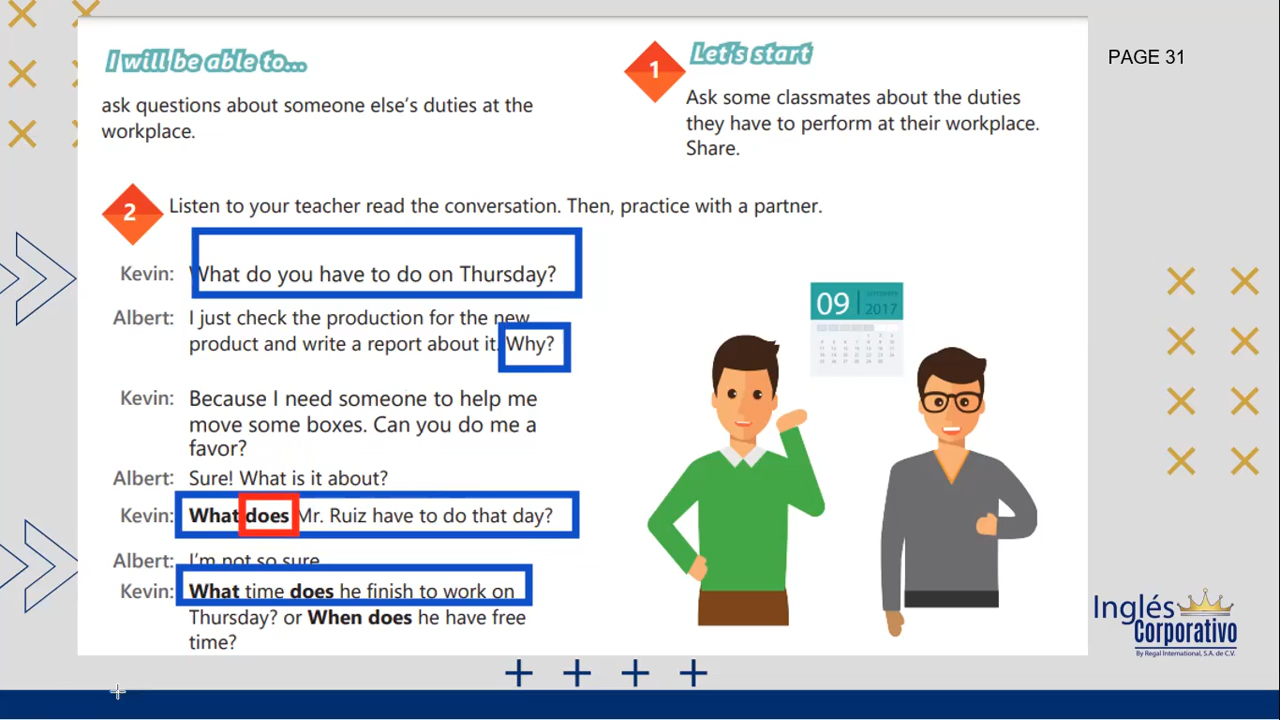 I will be able to...
ask questions about someone else's duties at the
workplace.
1
Let's start
Ask some classmates about the duties
they have to perform at their workplace.
Share.
PAGE 31
2
Listen to your teacher read the conversation. Then, practice with a partner.
Kevin: What do you have to do on Thursday?
Albert: I just check the production for the new
product and write a report about it. Why?
Kevin: Because I need someone to help me
move some boxes. Can you do me a
favor?
Albert: Sure! What is it about?
Kevin: What does Mr. Ruiz have to do that day?
Albert: I'm not so sure
Kevin: What time does he finish to work on
Thursday? or When does he have free
time?
09
2017
Inglés
Corporativo
By Regal International, S.A. de C.V.